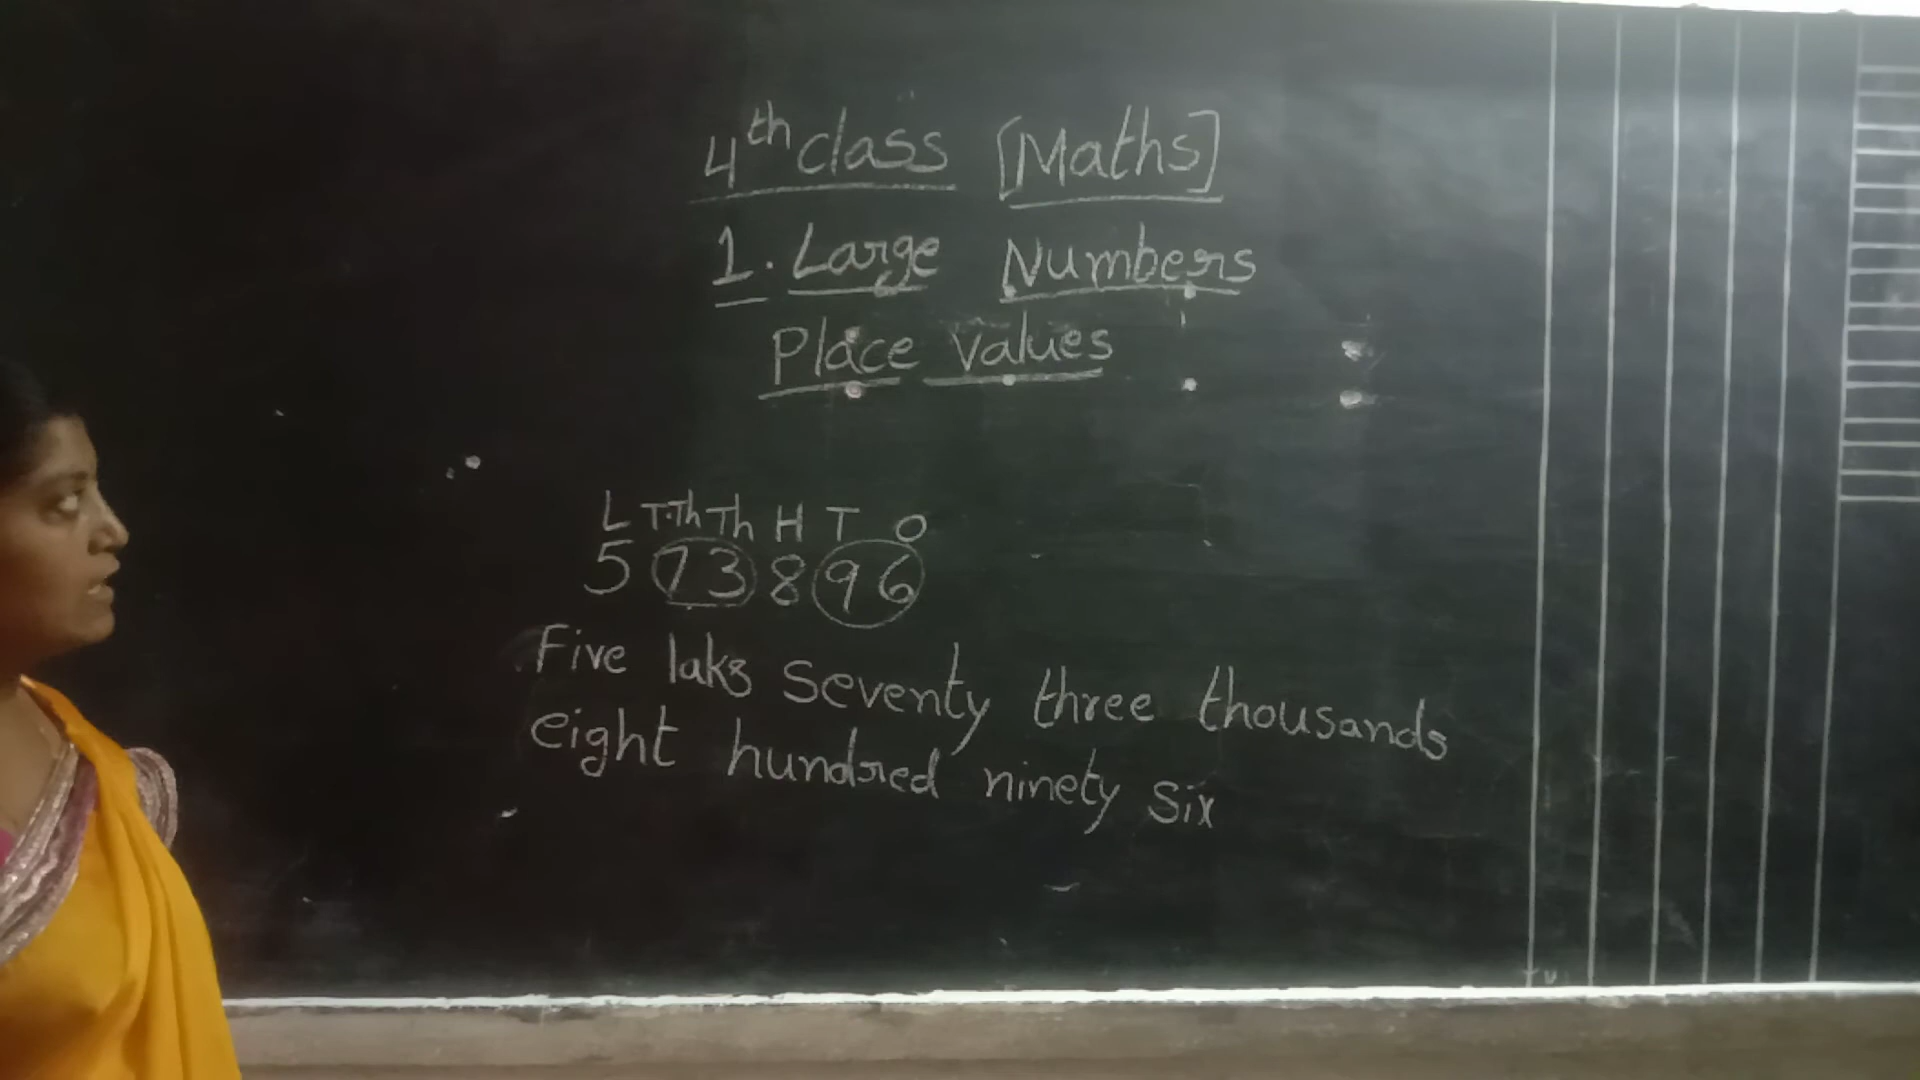 4th class [Maths]
1. Large Numbers
Place Values
L T.Th Th H T O
5 7 3 8 9 6
Five laks Seventy three thousands
eight hundred ninety Six